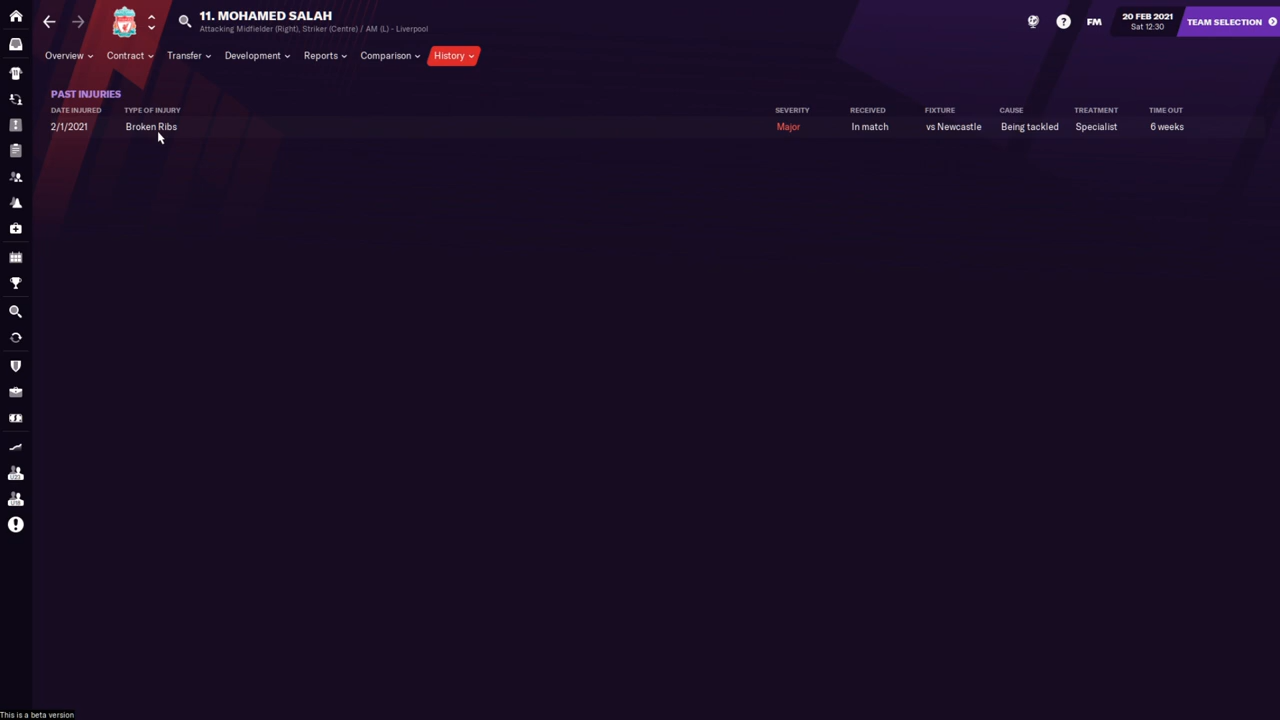 11. MOHAMED SALAH
Attacking Midfielder (Right), Striker (Centre) / AM (L) - Liverpool
FM
20 FEB 2021
Sat 12:30
TEAM SELECTION
Overview Contract Transfer Development Reports Comparison History
PAST INJURIES
DATE INJURED TYPE OF INJURY SEVERITY RECEIVED FIXTURE CAUSE TREATMENT TIME OUT
2/1/2021 Broken Ribs Major In match vs Newcastle Being tackled Specialist 6 weeks
This is a beta version